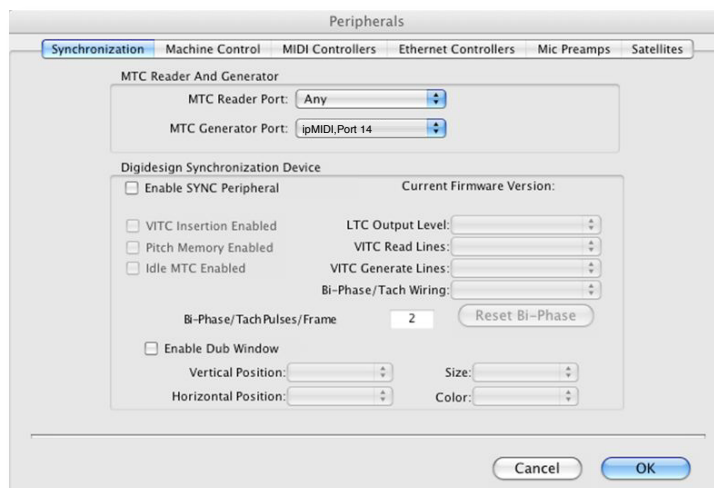 Peripherals
Synchronization Machine Control MIDI Controllers Ethernet Controllers Mic Preamps Satellites
MTC Reader And Generator
MTC Reader Port: Any
MTC Generator Port: ipMIDI,Port 14
Digidesign Synchronization Device
Enable SYNC Peripheral Current Firmware Version:
VITC Insertion Enabled LTC Output Level:
Pitch Memory Enabled VITC Read Lines:
Idle MTC Enabled VITC Generate Lines:
Bi-Phase/Tach Wiring:
Bi-Phase/TachPulses/Frame 2 Reset Bi-Phase
Enable Dub Window
Vertical Position: Size:
Horizontal Position: Color:
Cancel OK